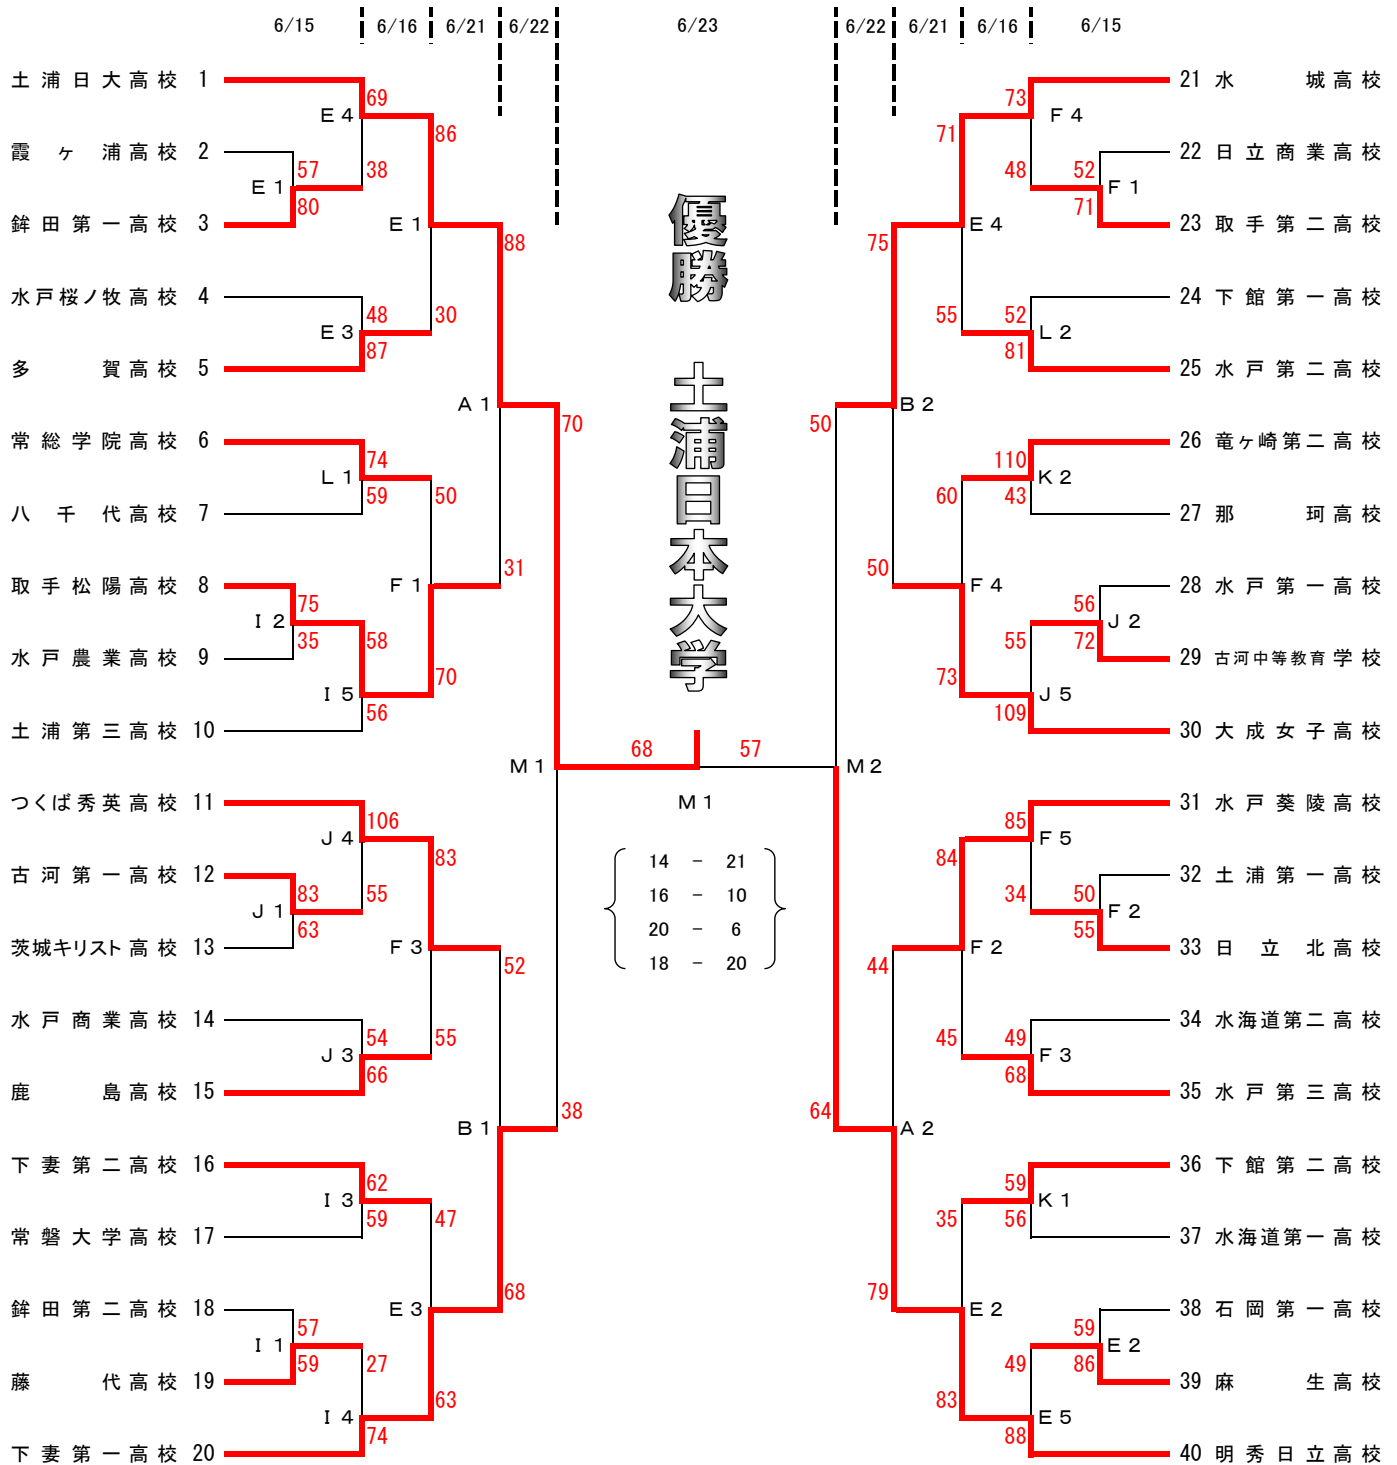 6/15 6/16 6/21 6/22 6/23 6/22 6/21 6/16 6/15
土浦日大高校 1
69
E4
86
霞ヶ浦高校 2
57
E1
38
80
鉾田第一高校 3
E1
88
水戸桜ノ牧高校 4
48
E3
30
87
多賀高校 5
A1
70
常総学院高校 6
74
L1
59
50
八千代高校 7
31
取手松陽高校 8
F1
75
I2
35
58
水戸農業高校 9
70
I5
56
土浦第三高校 10
M1
つくば秀英高校 11
106
J4
83
古河第一高校 12
83
J1
55
63
茨城キリスト高校 13
F3
52
水戸商業高校 14
54
J3
55
66
鹿島高校 15
B1
38
下妻第二高校 16
62
I3
59
47
常磐大学高校 17
68
鉾田第二高校 18
E3
57
I1
59
27
藤代高校 19
63
I4
74
下妻第一高校 20
優勝
土浦日本大学
68 57
M1
14 - 21
16 - 10
20 - 6
18 - 20
21 水城高校
73
F4
71
22 日立商業高校
52
F1
48
71
23 取手第二高校
E4
75
24 下館第一高校
52
L2
55
81
25 水戸第二高校
B2
50
26 竜ヶ崎第二高校
110
K2
43
60
27 那珂高校
50
28 水戸第一高校
F4
56
J2
72
55
29 古河中等教育学校
73
J5
109
30 大成女子高校
M2
31 水戸葵陵高校
85
F5
84
32 土浦第一高校
50
F2
34
55
33 日立北高校
F2
44
34 水海道第二高校
49
F3
45
68
35 水戸第三高校
A2
64
36 下館第二高校
59
K1
56
35
37 水海道第一高校
79
38 石岡第一高校
E2
59
E2
86
49
39 麻生高校
83
E5
88
40 明秀日立高校